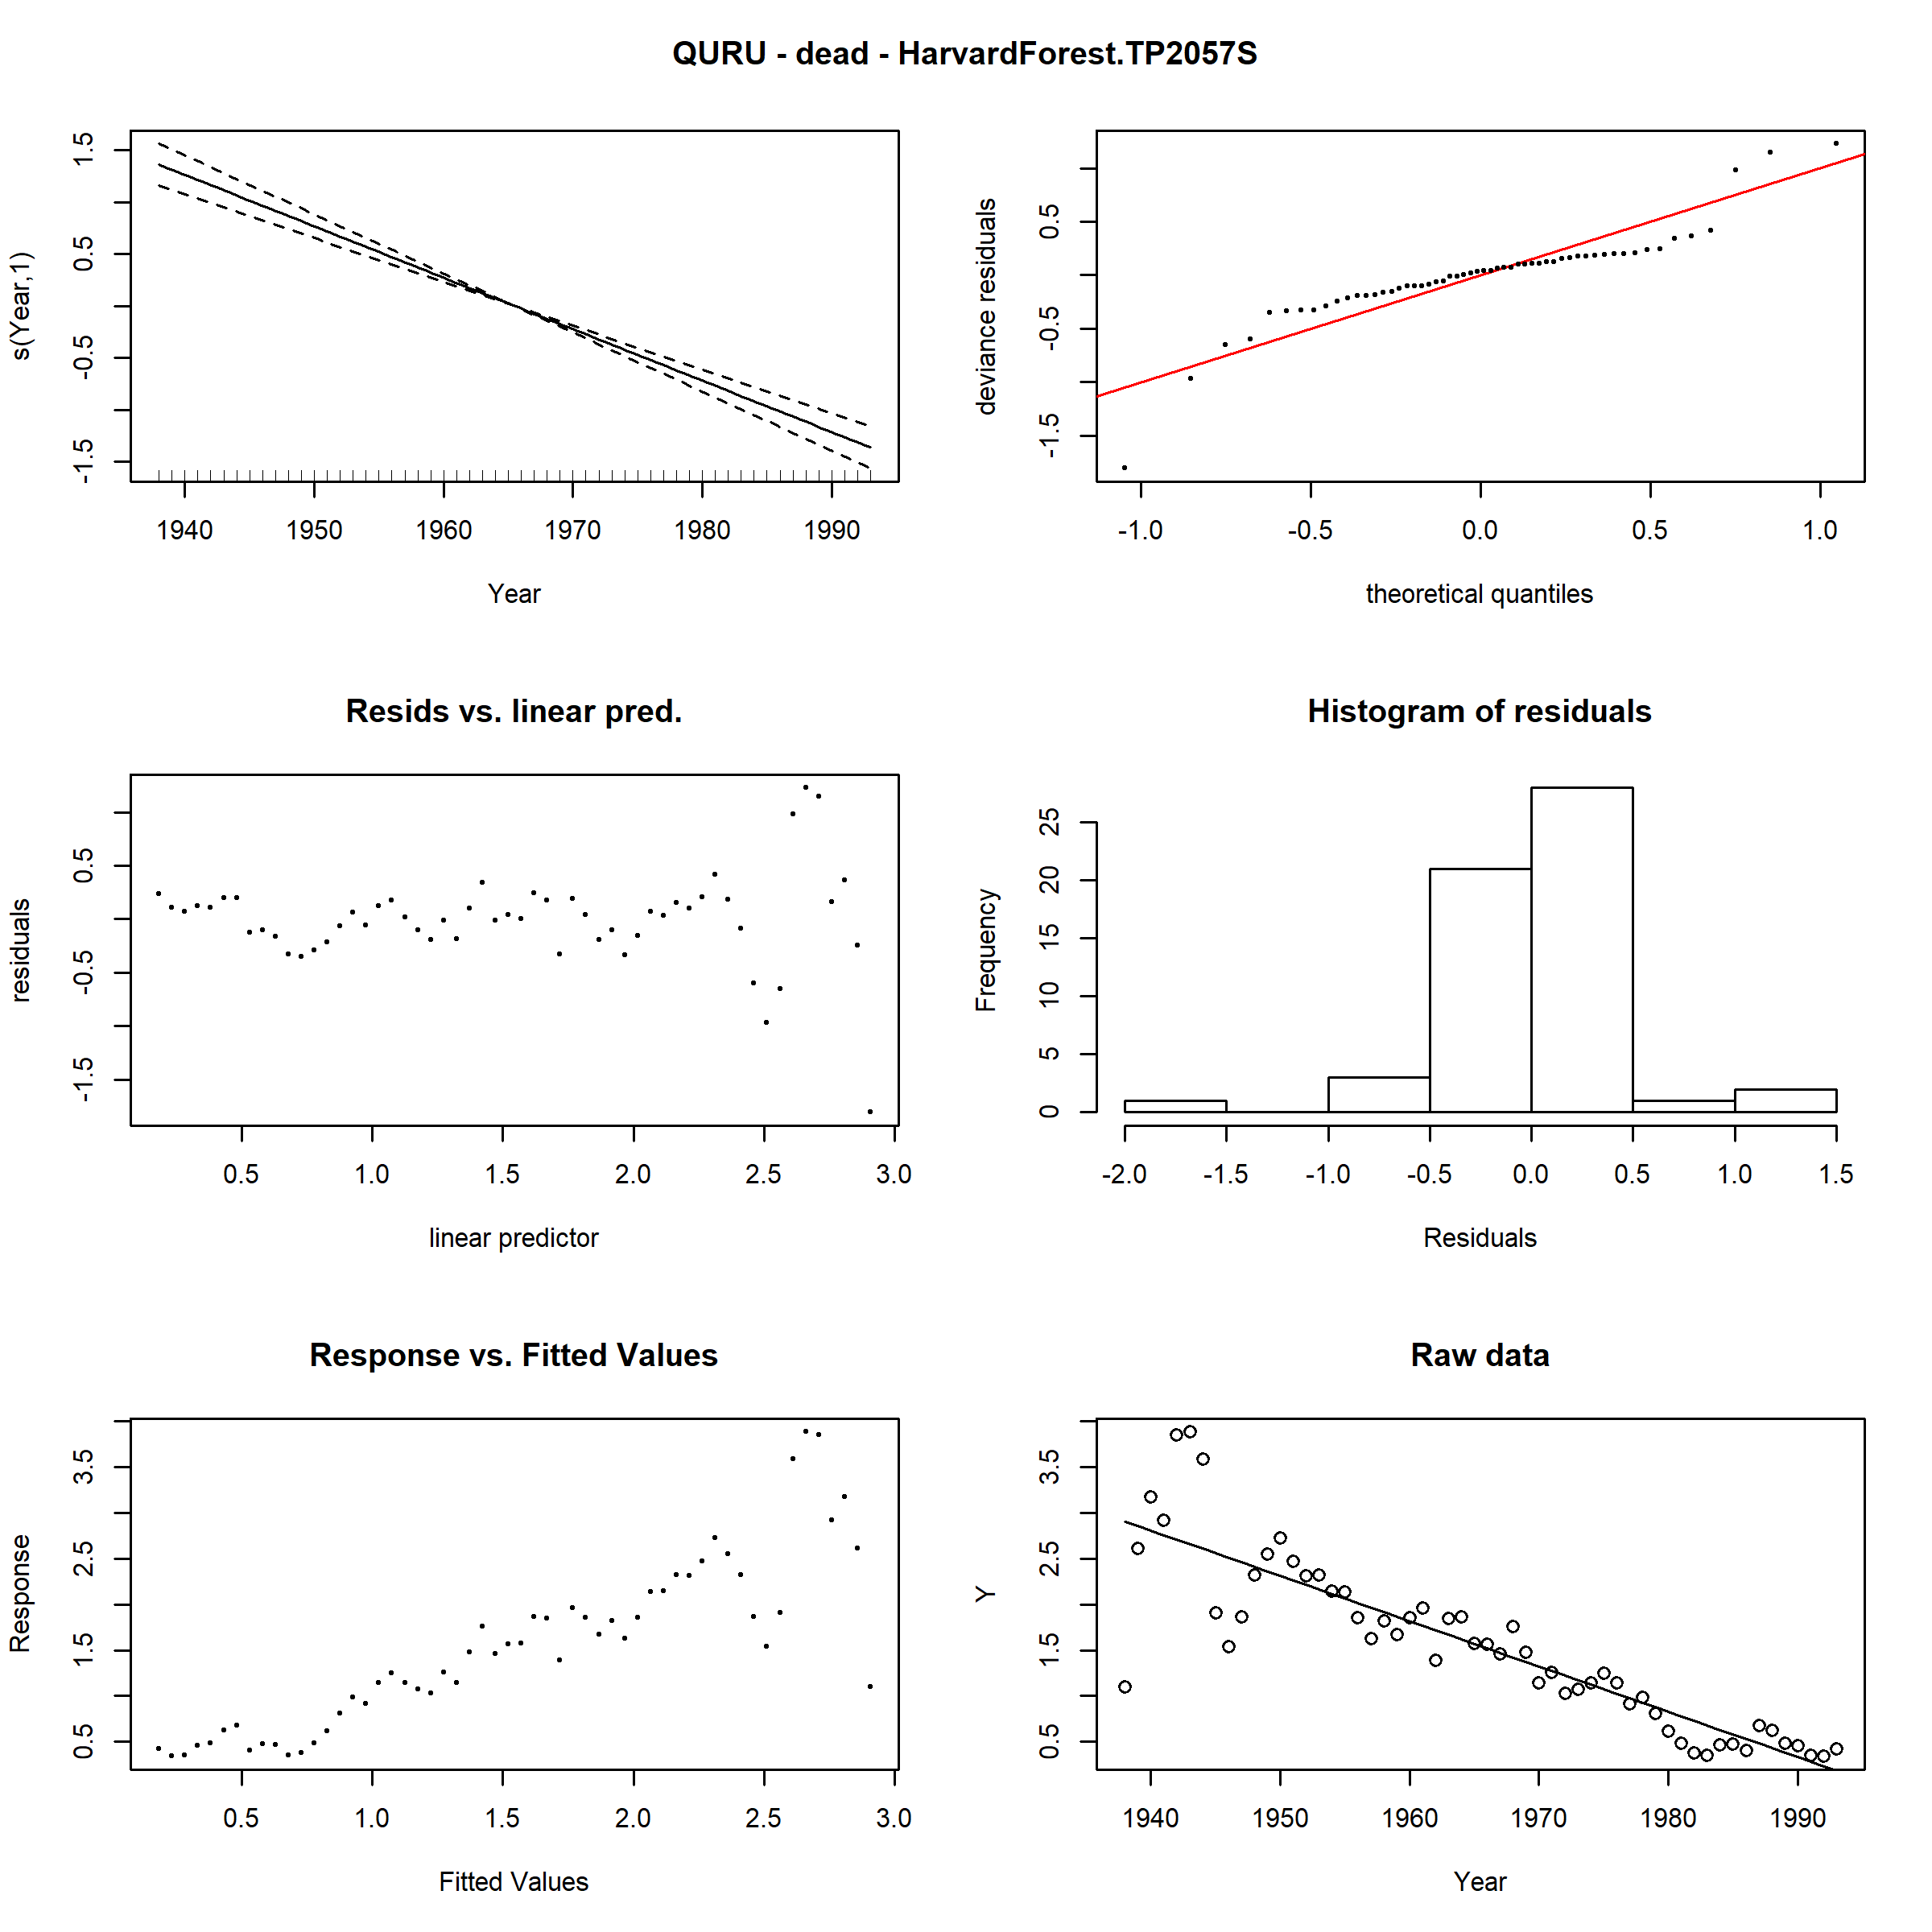 QURU - dead - HarvardForest.TP2057S
s(Year,1)
1.5
0.5
-0.5
-1.5
1940 1950 1960 1970 1980 1990
Year
deviance residuals
0.5
-0.5
-1.5
-1.0 -0.5 0.0 0.5 1.0
theoretical quantiles
Resids vs. linear pred.
residuals
0.5
-0.5
-1.5
0.5 1.0 1.5 2.0 2.5 3.0
linear predictor
Histogram of residuals
Frequency
25
20
15
10
5
0
-2.0 -1.5 -1.0 -0.5 0.0 0.5 1.0 1.5
Residuals
Response vs. Fitted Values
Response
3.5
2.5
1.5
0.5
0.5 1.0 1.5 2.0 2.5 3.0
Fitted Values
Raw data
Y
3.5
2.5
1.5
0.5
1940 1950 1960 1970 1980 1990
Year